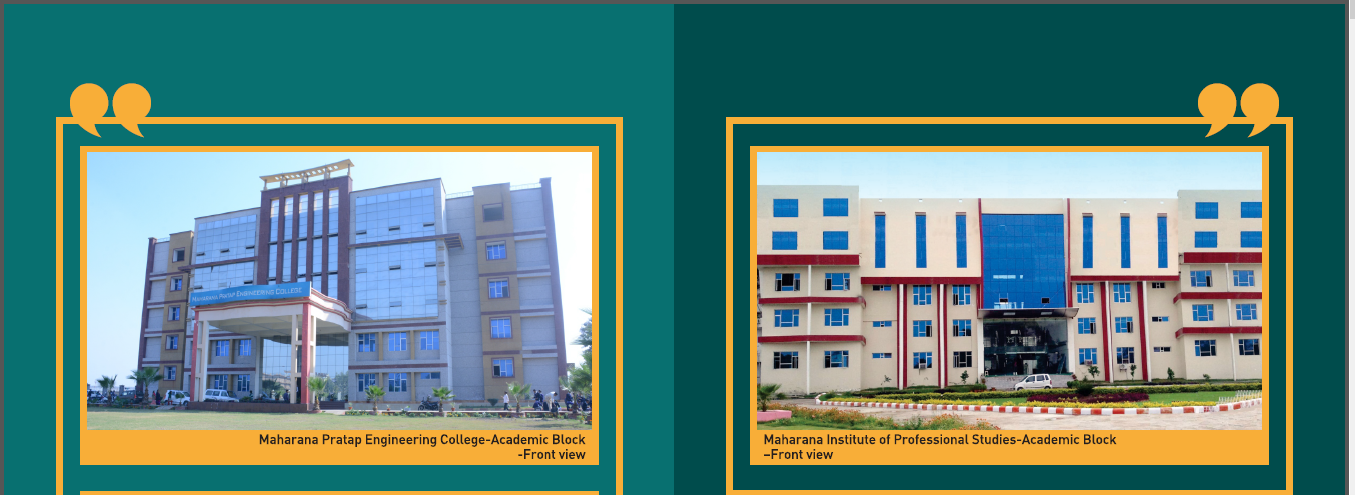 MAHARANA PRATAP ENGINEERING COLLEGE
Maharana Pratap Engineering College-Academic Block
-Front view
Maharana Institute of Professional Studies-Academic Block
–Front view